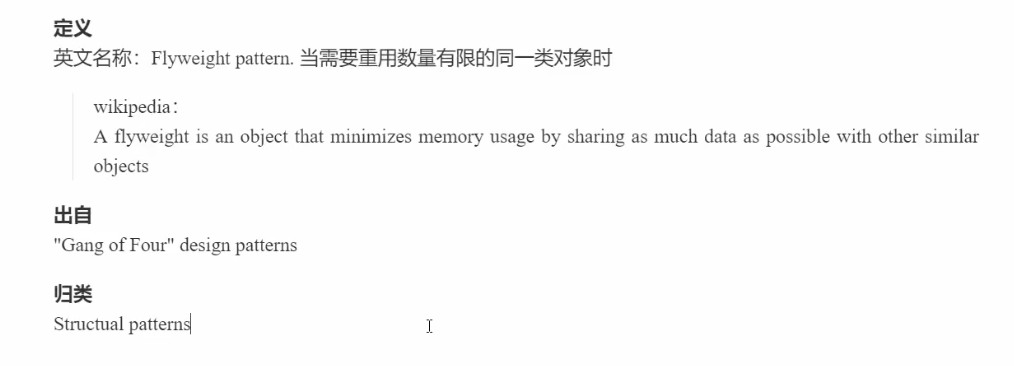 定义
英文名称：Flyweight pattern. 当需要重用数量有限的同一类对象时
wikipedia：
A flyweight is an object that minimizes memory usage by sharing as much data as possible with other similar
objects
出自
"Gang of Four" design patterns
归类
Structual patterns